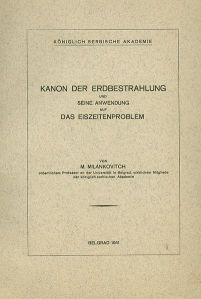 KÖNIGLICH SERBISCHE AKADEMIE
KANON DER ERDBESTRAHLUNG
UND
SEINE ANWENDUNG
AUF
DAS EISZEITENPROBLEM
VON
M. MILANKOVITCH
ordentlichem Professor an der Universität in Belgrad, wirklichem Mitgliede
der königlich serbischen Akademie
BELGRAD 1941